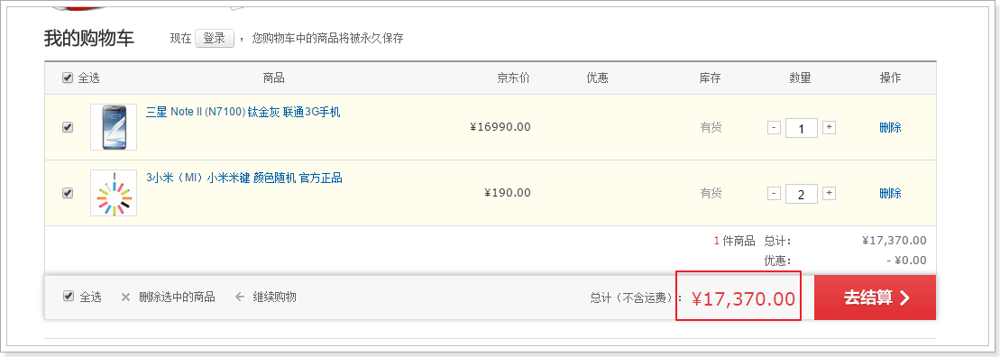 我的购物车 现在 登录 ， 您购物车中的商品将被永久保存
全选 商品 京东价 优惠 库存 数量 操作
三星 Note II (N7100) 钛金灰 联通3G手机 ¥16990.00 有货 - 1 + 删除
3小米（MI）小米米键 颜色随机 官方正品 ¥190.00 有货 - 2 + 删除
1 件商品 总计： ¥17,370.00
优惠： - ¥0.00
全选 删除选中的商品 继续购物 总计（不含运费）： ¥17,370.00 去结算